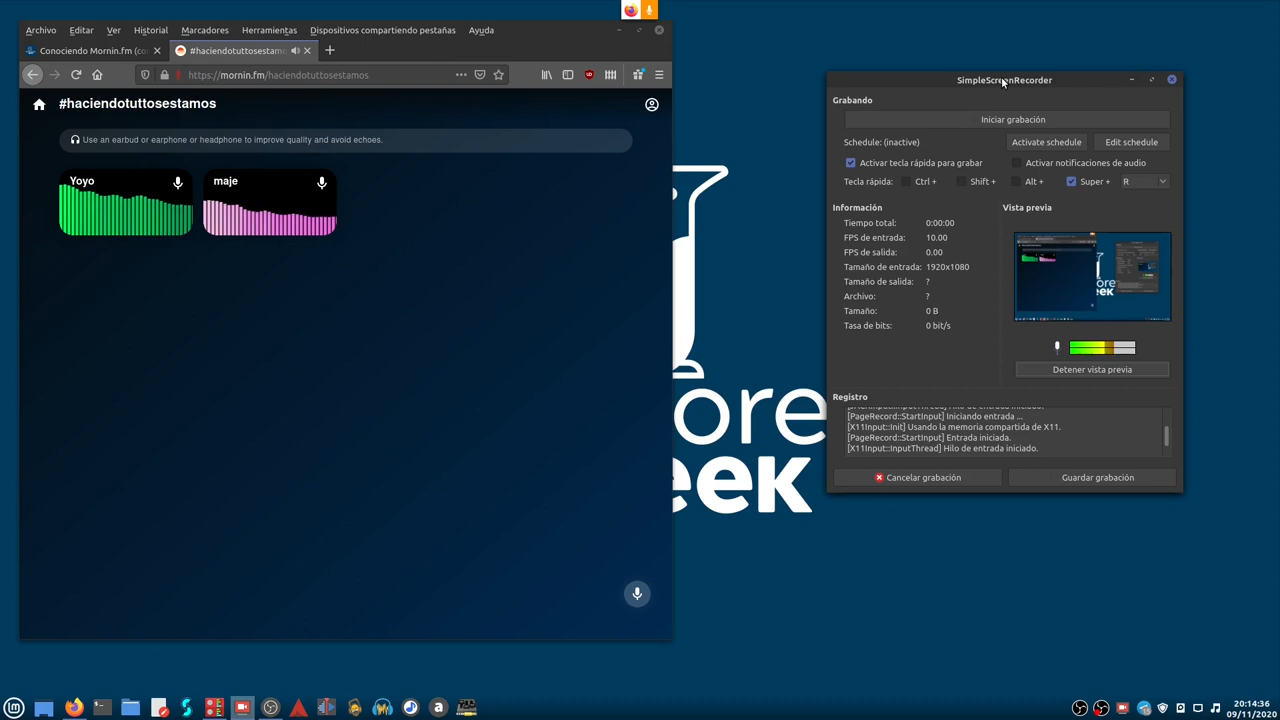 Archivo Editar Ver Historial Marcadores Herramientas Dispositivos compartiendo pestañas Ayuda
Conociendo Mornin.fm (co
#haciendotuttosestamo
https://mornin.fm/haciendotuttosestamos
#haciendotuttosestamos
Use an earbud or earphone or headphone to improve quality and avoid echoes.
Yoyo
maje
ore
eek
SimpleScreenRecorder
Grabando
Iniciar grabación
Schedule: (inactive)
Activate schedule
Edit schedule
Activar tecla rápida para grabar
Activar notificaciones de audio
Tecla rápida: Ctrl + Shift + Alt + Super + R
Información
Vista previa
Tiempo total: 0:00:00
FPS de entrada: 10.00
FPS de salida: 0.00
Tamaño de entrada: 1920x1080
Tamaño de salida: ?
Archivo: ?
Tamaño: 0 B
Tasa de bits: 0 bit/s
Detener vista previa
Registro
[PageRecord::StartInput] Iniciando entrada ...
[X11Input::Init] Usando la memoria compartida de X11.
[PageRecord::StartInput] Entrada iniciada.
[X11Input::InputThread] Hilo de entrada iniciado.
Cancelar grabación
Guardar grabación
20:14:36
09/11/2020